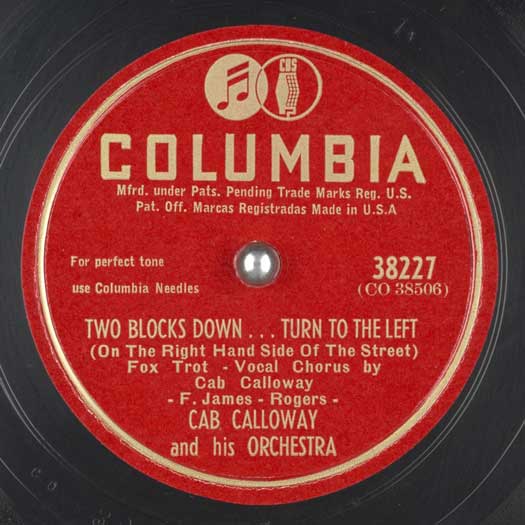 CBS
COLUMBIA
Mfrd. under Pats. Pending Trade Marks Reg. U.S.
Pat. Off. Marcas Registradas Made in U.S.A
For perfect tone
use Columbia Needles
38227
(CO 38506)
TWO BLOCKS DOWN . . . TURN TO THE LEFT
(On The Right Hand Side Of The Street)
Fox Trot - Vocal Chorus by
Cab Calloway
- F. James - Rogers -
CAB CALLOWAY
and his ORCHESTRA